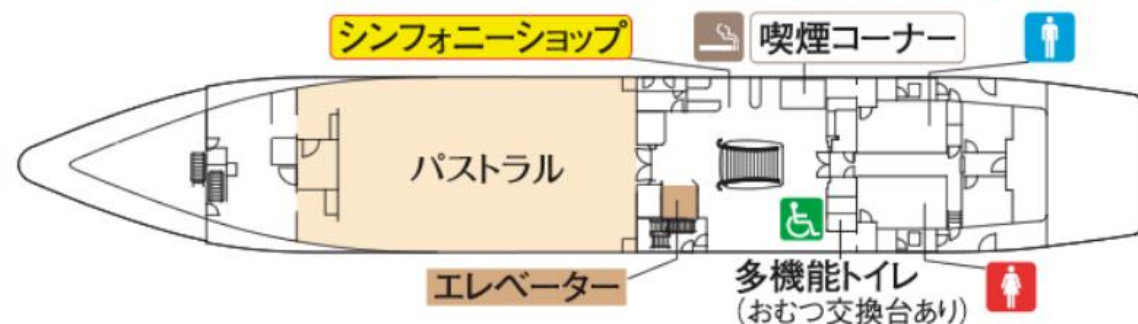 シンフォニーショップ
喫煙コーナー
パストラル
エレベーター
多機能トイレ
(おむつ交換台あり)